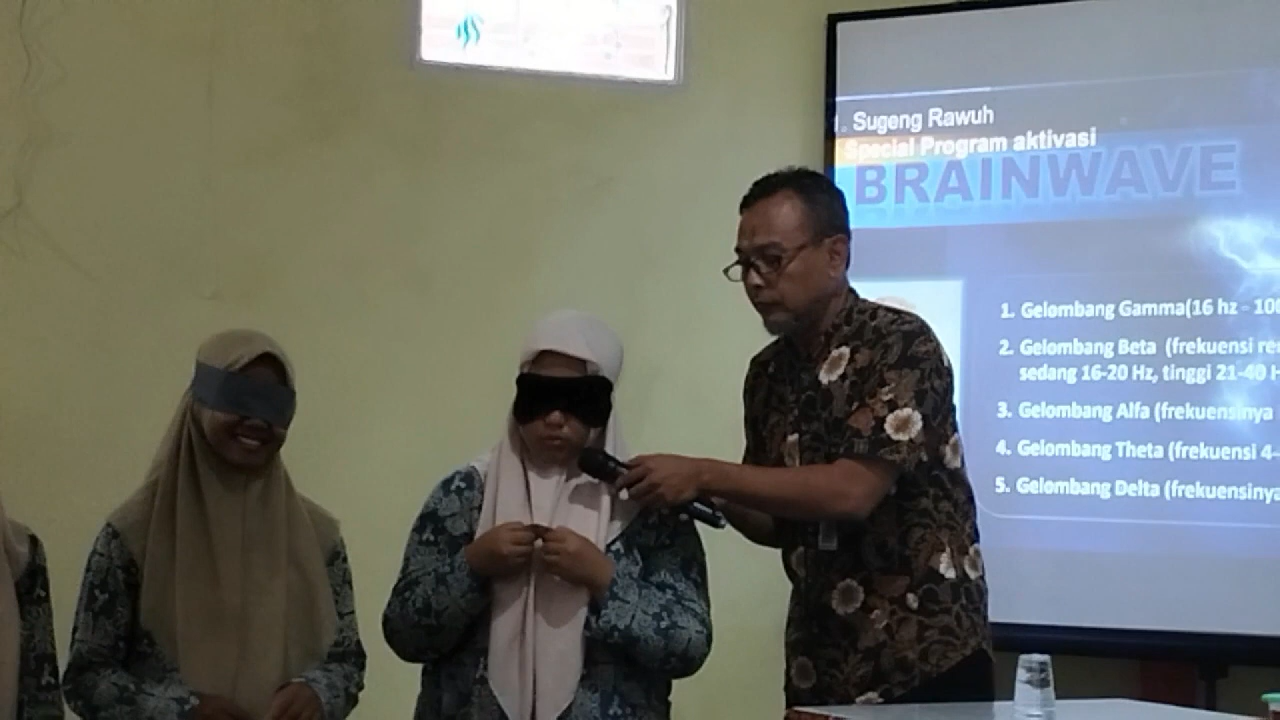 Sugeng Rawuh
Special Program aktivasi
BRAINWAVE
1. Gelombang Gamma(16 hz - 100
2. Gelombang Beta (frekuensi
sedang 16-20 Hz, tinggi 21-40
3. Gelombang Alfa (frekuensinya
4. Gelombang Theta (frekuensi 4-
5. Gelombang Delta (frekuensinya